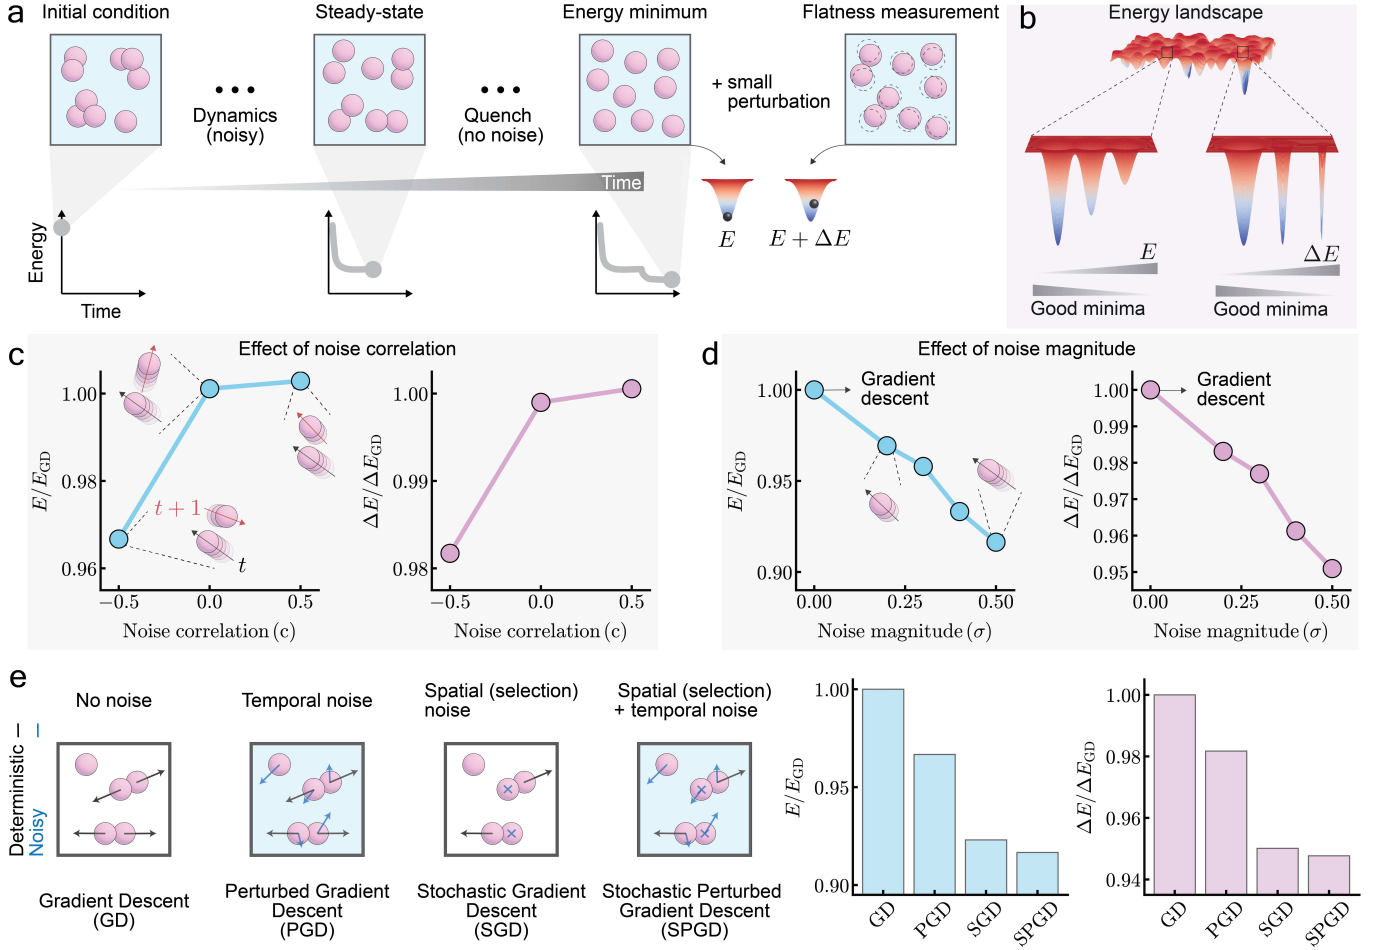 a
Initial condition
Steady-state
Energy minimum
Flatness measurement
Dynamics
(noisy)
Quench
(no noise)
+ small
perturbation
Time
Energy
Time
E
E + ΔE
b
Energy landscape
E
Good minima
ΔE
Good minima
c
Effect of noise correlation
E/E_GD
1.00
0.98
0.96
−0.5
0.0
0.5
Noise correlation (c)
t + 1
t
ΔE/ΔE_GD
1.00
0.99
0.98
−0.5
0.0
0.5
Noise correlation (c)
d
Effect of noise magnitude
E/E_GD
1.00
0.95
0.90
0.00
0.25
0.50
Noise magnitude (σ)
Gradient
descent
ΔE/ΔE_GD
1.00
0.99
0.98
0.97
0.96
0.95
0.00
0.25
0.50
Noise magnitude (σ)
Gradient
descent
e
Deterministic
Noisy
No noise
Gradient Descent
(GD)
Temporal noise
Perturbed Gradient
Descent
(PGD)
Spatial (selection)
noise
Stochastic Gradient
Descent
(SGD)
Spatial (selection)
+ temporal noise
Stochastic Perturbed
Gradient Descent
(SPGD)
E/E_GD
1.00
0.95
0.90
GD
PGD
SGD
SPGD
ΔE/ΔE_GD
1.00
0.98
0.96
0.94
GD
PGD
SGD
SPGD